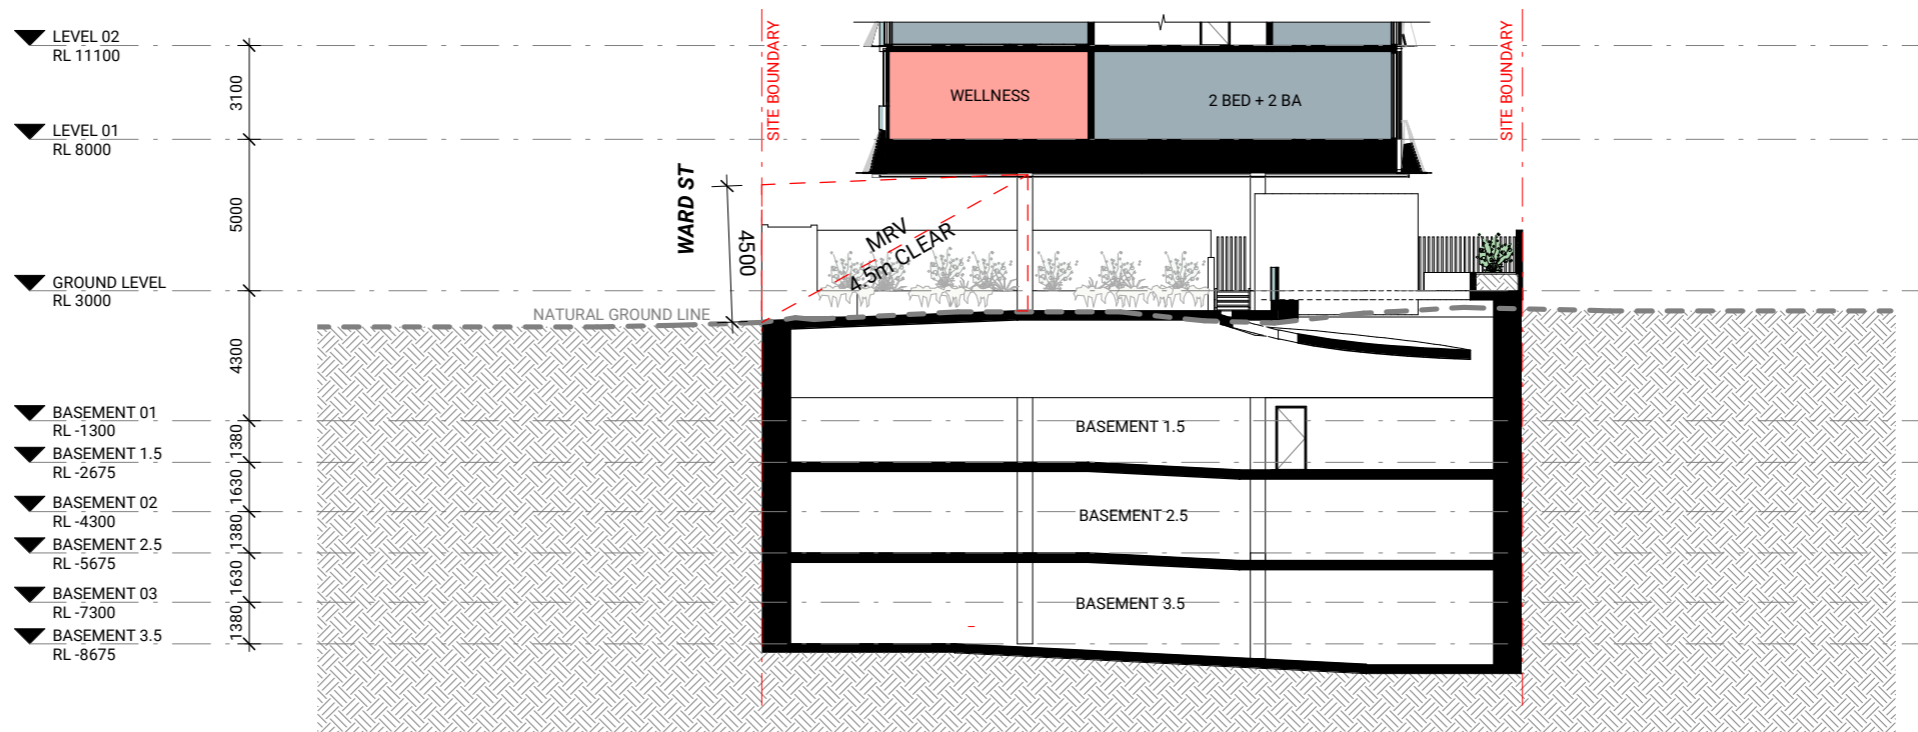 LEVEL 02
RL 11100
3100
LEVEL 01
RL 8000
5000
GROUND LEVEL
RL 3000
4300
BASEMENT 01
RL -1300
1380
BASEMENT 1.5
RL -2675
1630
BASEMENT 02
RL -4300
1380
BASEMENT 2.5
RL -5675
1630
BASEMENT 03
RL -7300
1380
BASEMENT 3.5
RL -8675
SITE BOUNDARY
SITE BOUNDARY
WELLNESS
2 BED + 2 BA
WARD ST
4500
MRV
4.5m CLEAR
NATURAL GROUND LINE
BASEMENT 1.5
BASEMENT 2.5
BASEMENT 3.5